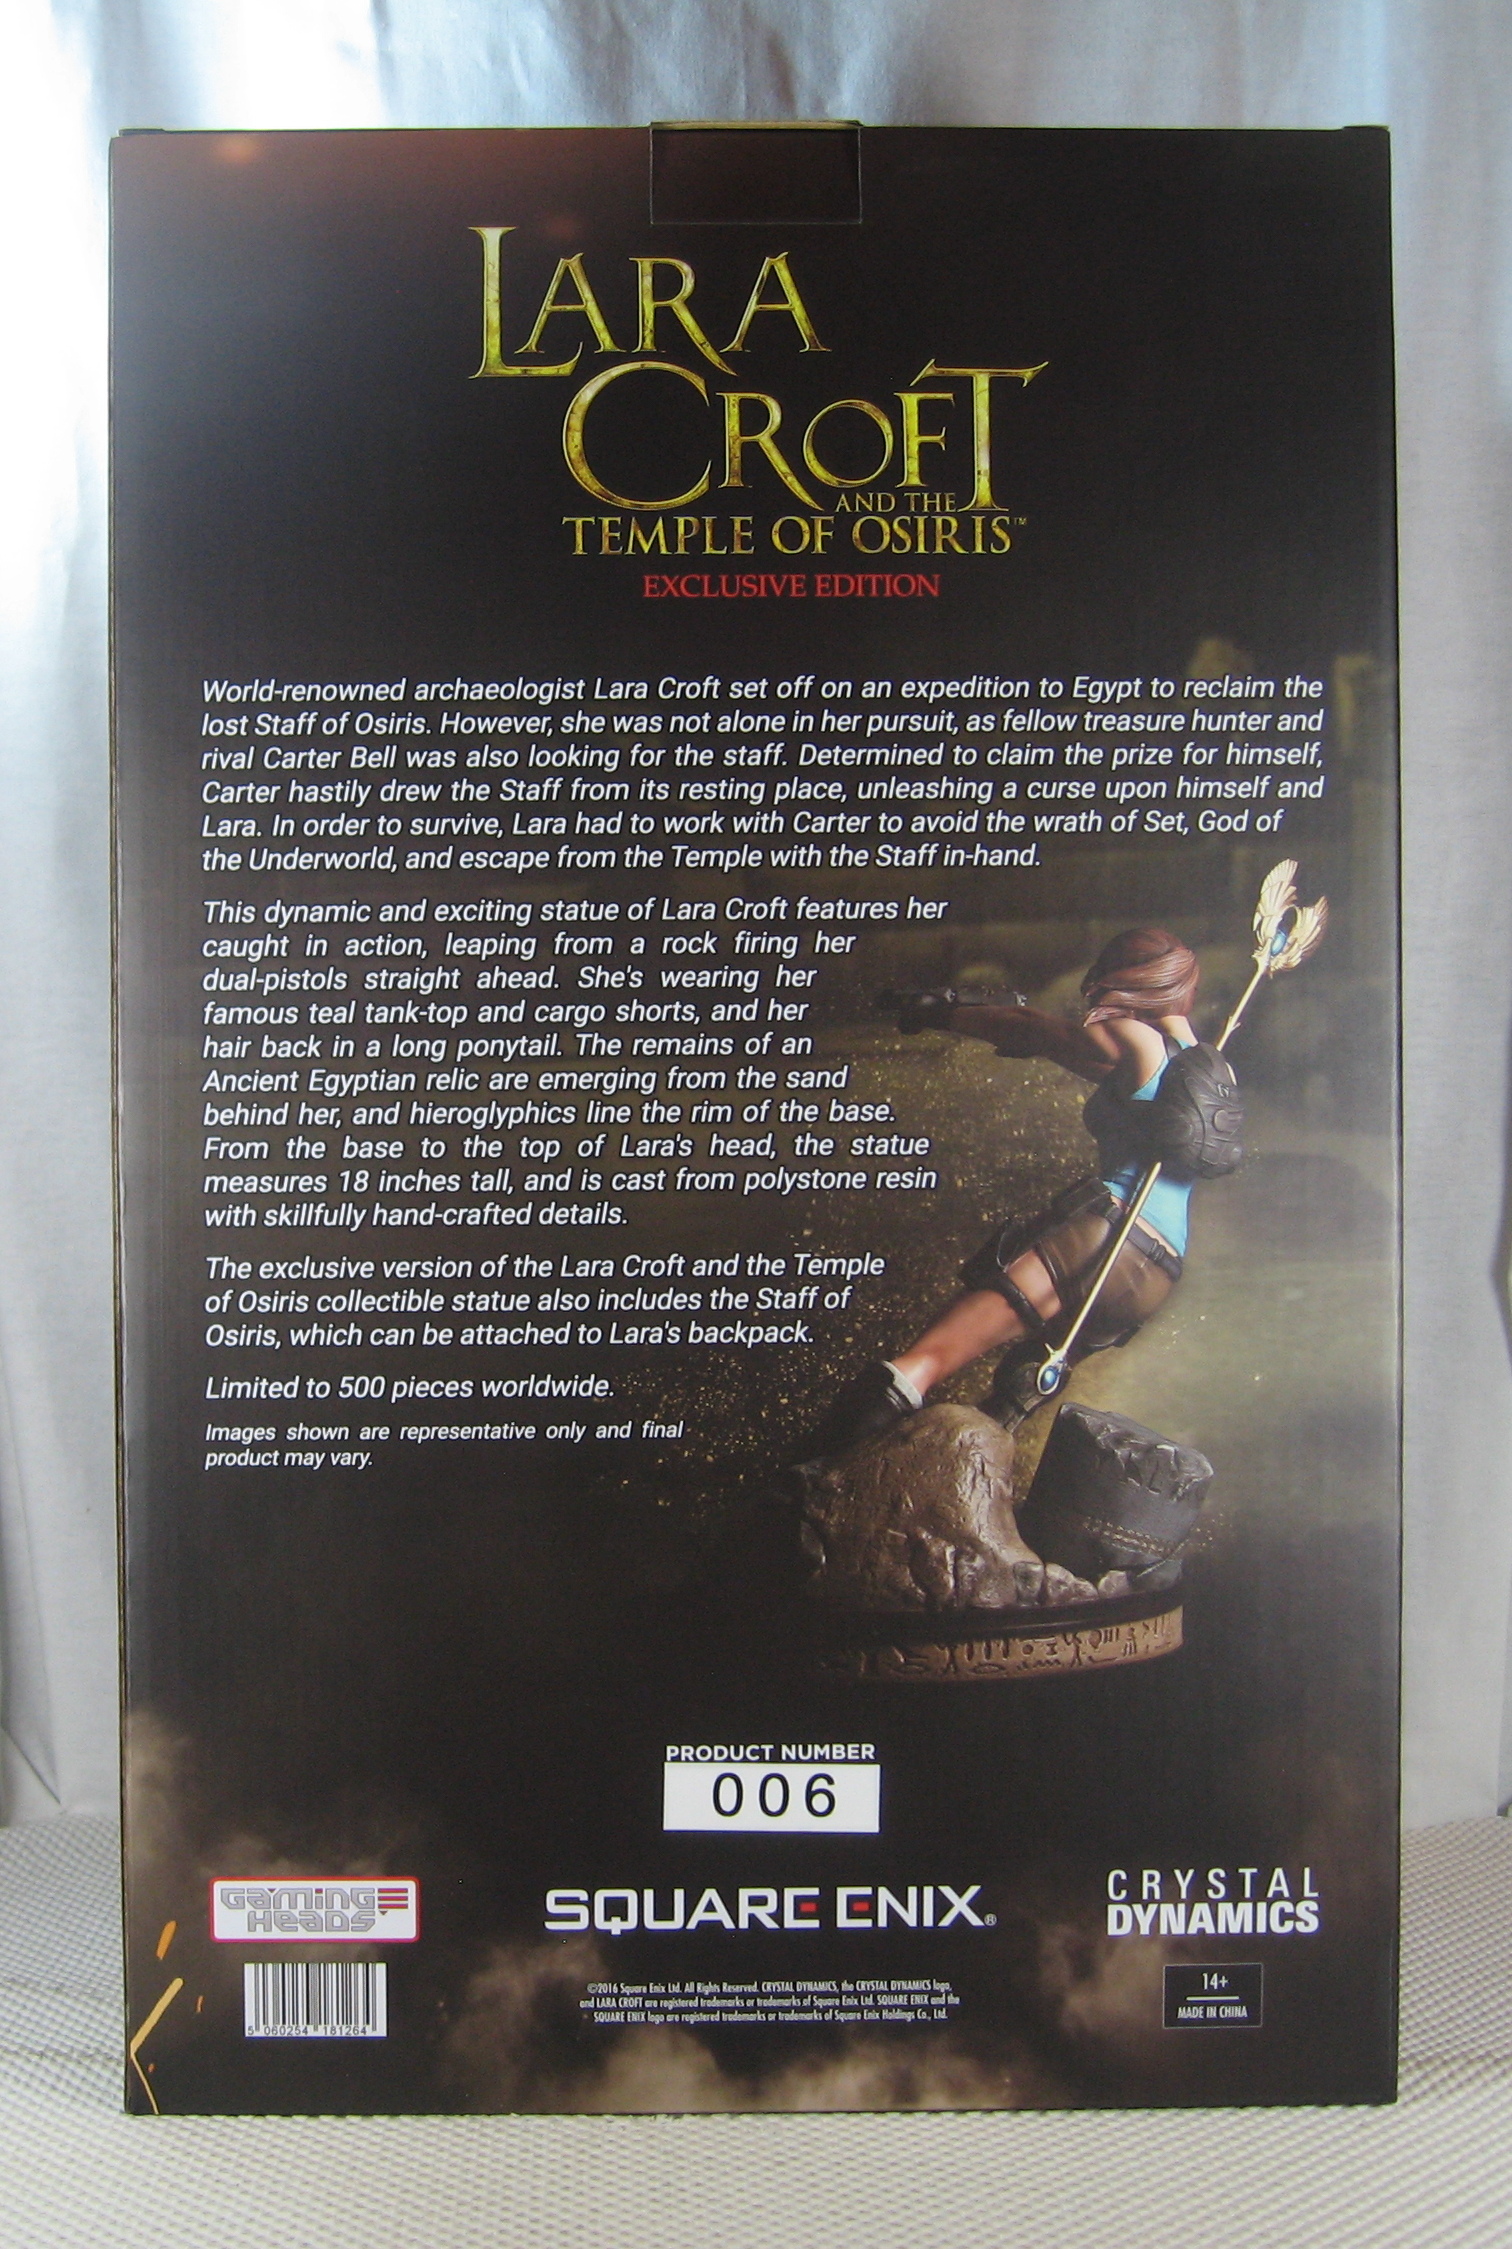 LARA
CROFT
AND THE
TEMPLE OF OSIRIS™
EXCLUSIVE EDITION
World-renowned archaeologist Lara Croft set off on an expedition to Egypt to reclaim the
lost Staff of Osiris. However, she was not alone in her pursuit, as fellow treasure hunter and
rival Carter Bell was also looking for the staff. Determined to claim the prize for himself,
Carter hastily drew the Staff from its resting place, unleashing a curse upon himself and
Lara. In order to survive, Lara had to work with Carter to avoid the wrath of Set, God of
the Underworld, and escape from the Temple with the Staff in-hand.
This dynamic and exciting statue of Lara Croft features her
caught in action, leaping from a rock firing her
dual-pistols straight ahead. She's wearing her
famous teal tank-top and cargo shorts, and her
hair back in a long ponytail. The remains of an
Ancient Egyptian relic are emerging from the sand
behind her, and hieroglyphics line the rim of the base.
From the base to the top of Lara's head, the statue
measures 18 inches tall, and is cast from polystone resin
with skillfully hand-crafted details.
The exclusive version of the Lara Croft and the Temple
of Osiris collectible statue also includes the Staff of
Osiris, which can be attached to Lara's backpack.
Limited to 500 pieces worldwide.
Images shown are representative only and final
product may vary.
PRODUCT NUMBER
006
GaminG
HeaDS
SQUARE ENIX®
CRYSTAL
DYNAMICS
5 060254 181264
©2016 Square Enix Ltd. All Rights Reserved. CRYSTAL DYNAMICS, the CRYSTAL DYNAMICS logo,
and LARA CROFT are registered trademarks or trademarks of Square Enix Ltd. SQUARE ENIX and the
SQUARE ENIX logo are registered trademarks or trademarks of Square Enix Holdings Co., Ltd.
14+
MADE IN CHINA